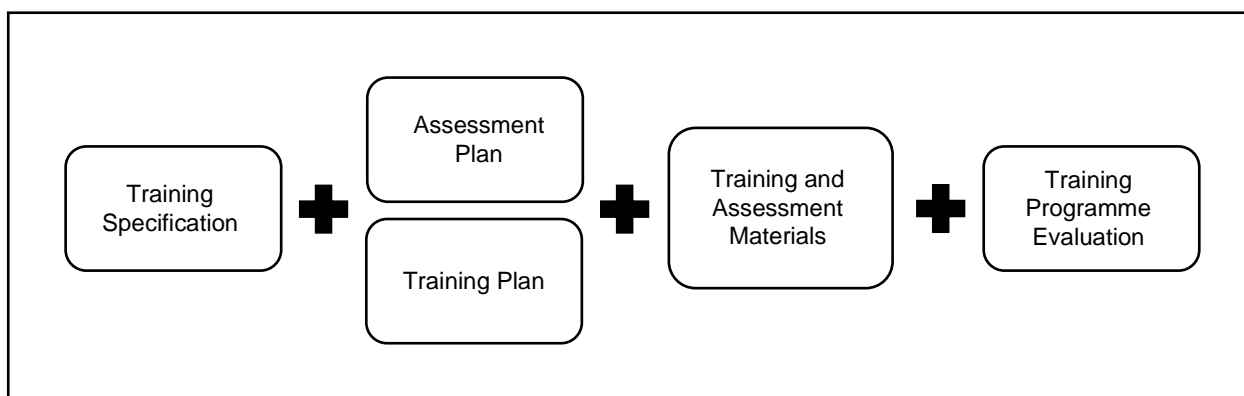 Training
Specification
Assessment
Plan
Training Plan
Training and
Assessment
Materials
Training
Programme
Evaluation